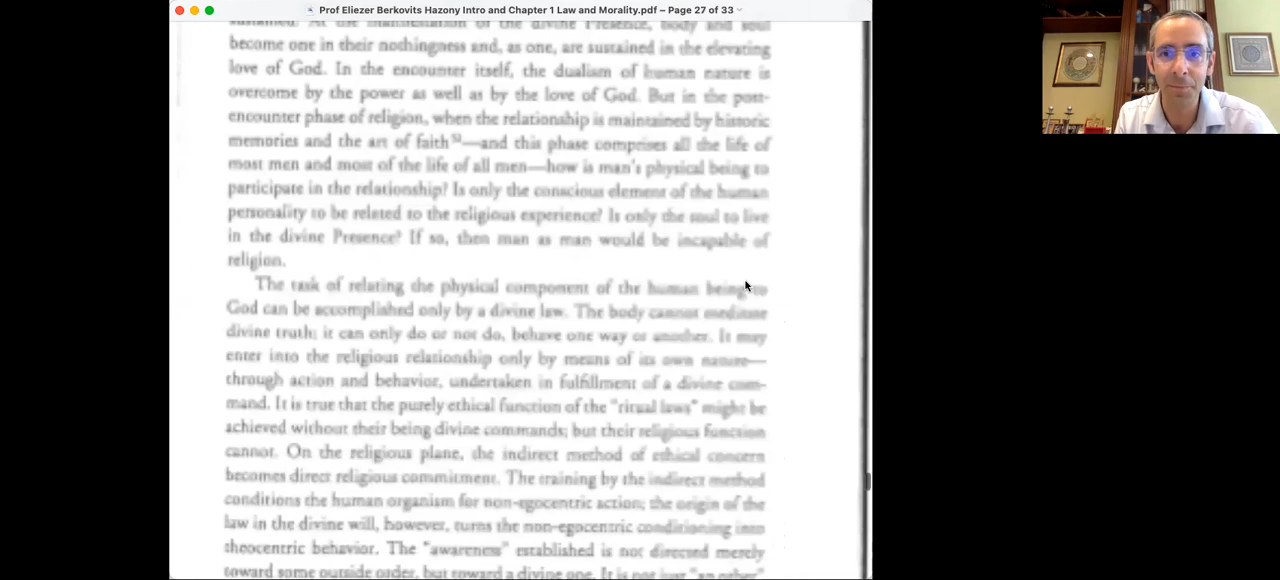 Prof Eliezer Berkovits Hazony Intro and Chapter 1 Law and Morality.pdf – Page 27 of 33
sustained. At the manifestation of the divine Presence, body and soul
become one in their nothingness and, as one, are sustained in the elevating
love of God. In the encounter itself, the dualism of human nature is
overcome by the power as well as by the love of God. But in the post-
encounter phase of religion, when the relationship is maintained by historic
memories and the art of faith—and this phase comprises all the life of
most men and most of the life of all men—how is man's physical being to
participate in the relationship? Is only the conscious element of the human
personality to be related to the religious experience? Is only the soul to live
in the divine Presence? If so, then man as man would be incapable of
religion.
The task of relating the physical component of the human being to
God can be accomplished only by a divine law. The body cannot meditate
divine truth; it can only do or not do, behave one way or another. It may
enter into the religious relationship only by means of its own nature—
through action and behavior, undertaken in fulfillment of a divine com-
mand. It is true that the purely ethical function of the "ritual laws" might be
achieved without their being divine commands; but their religious function
cannot. On the religious plane, the indirect method of ethical concern
becomes direct religious commitment. The training by the indirect method
conditions the human organism for non-egocentric action; the origin of the
law in the divine will, however, turns the non-egocentric conditioning into
theocentric behavior. The "awareness" established is not directed merely
toward some outside order, but toward a divine one. It is not just "an other"